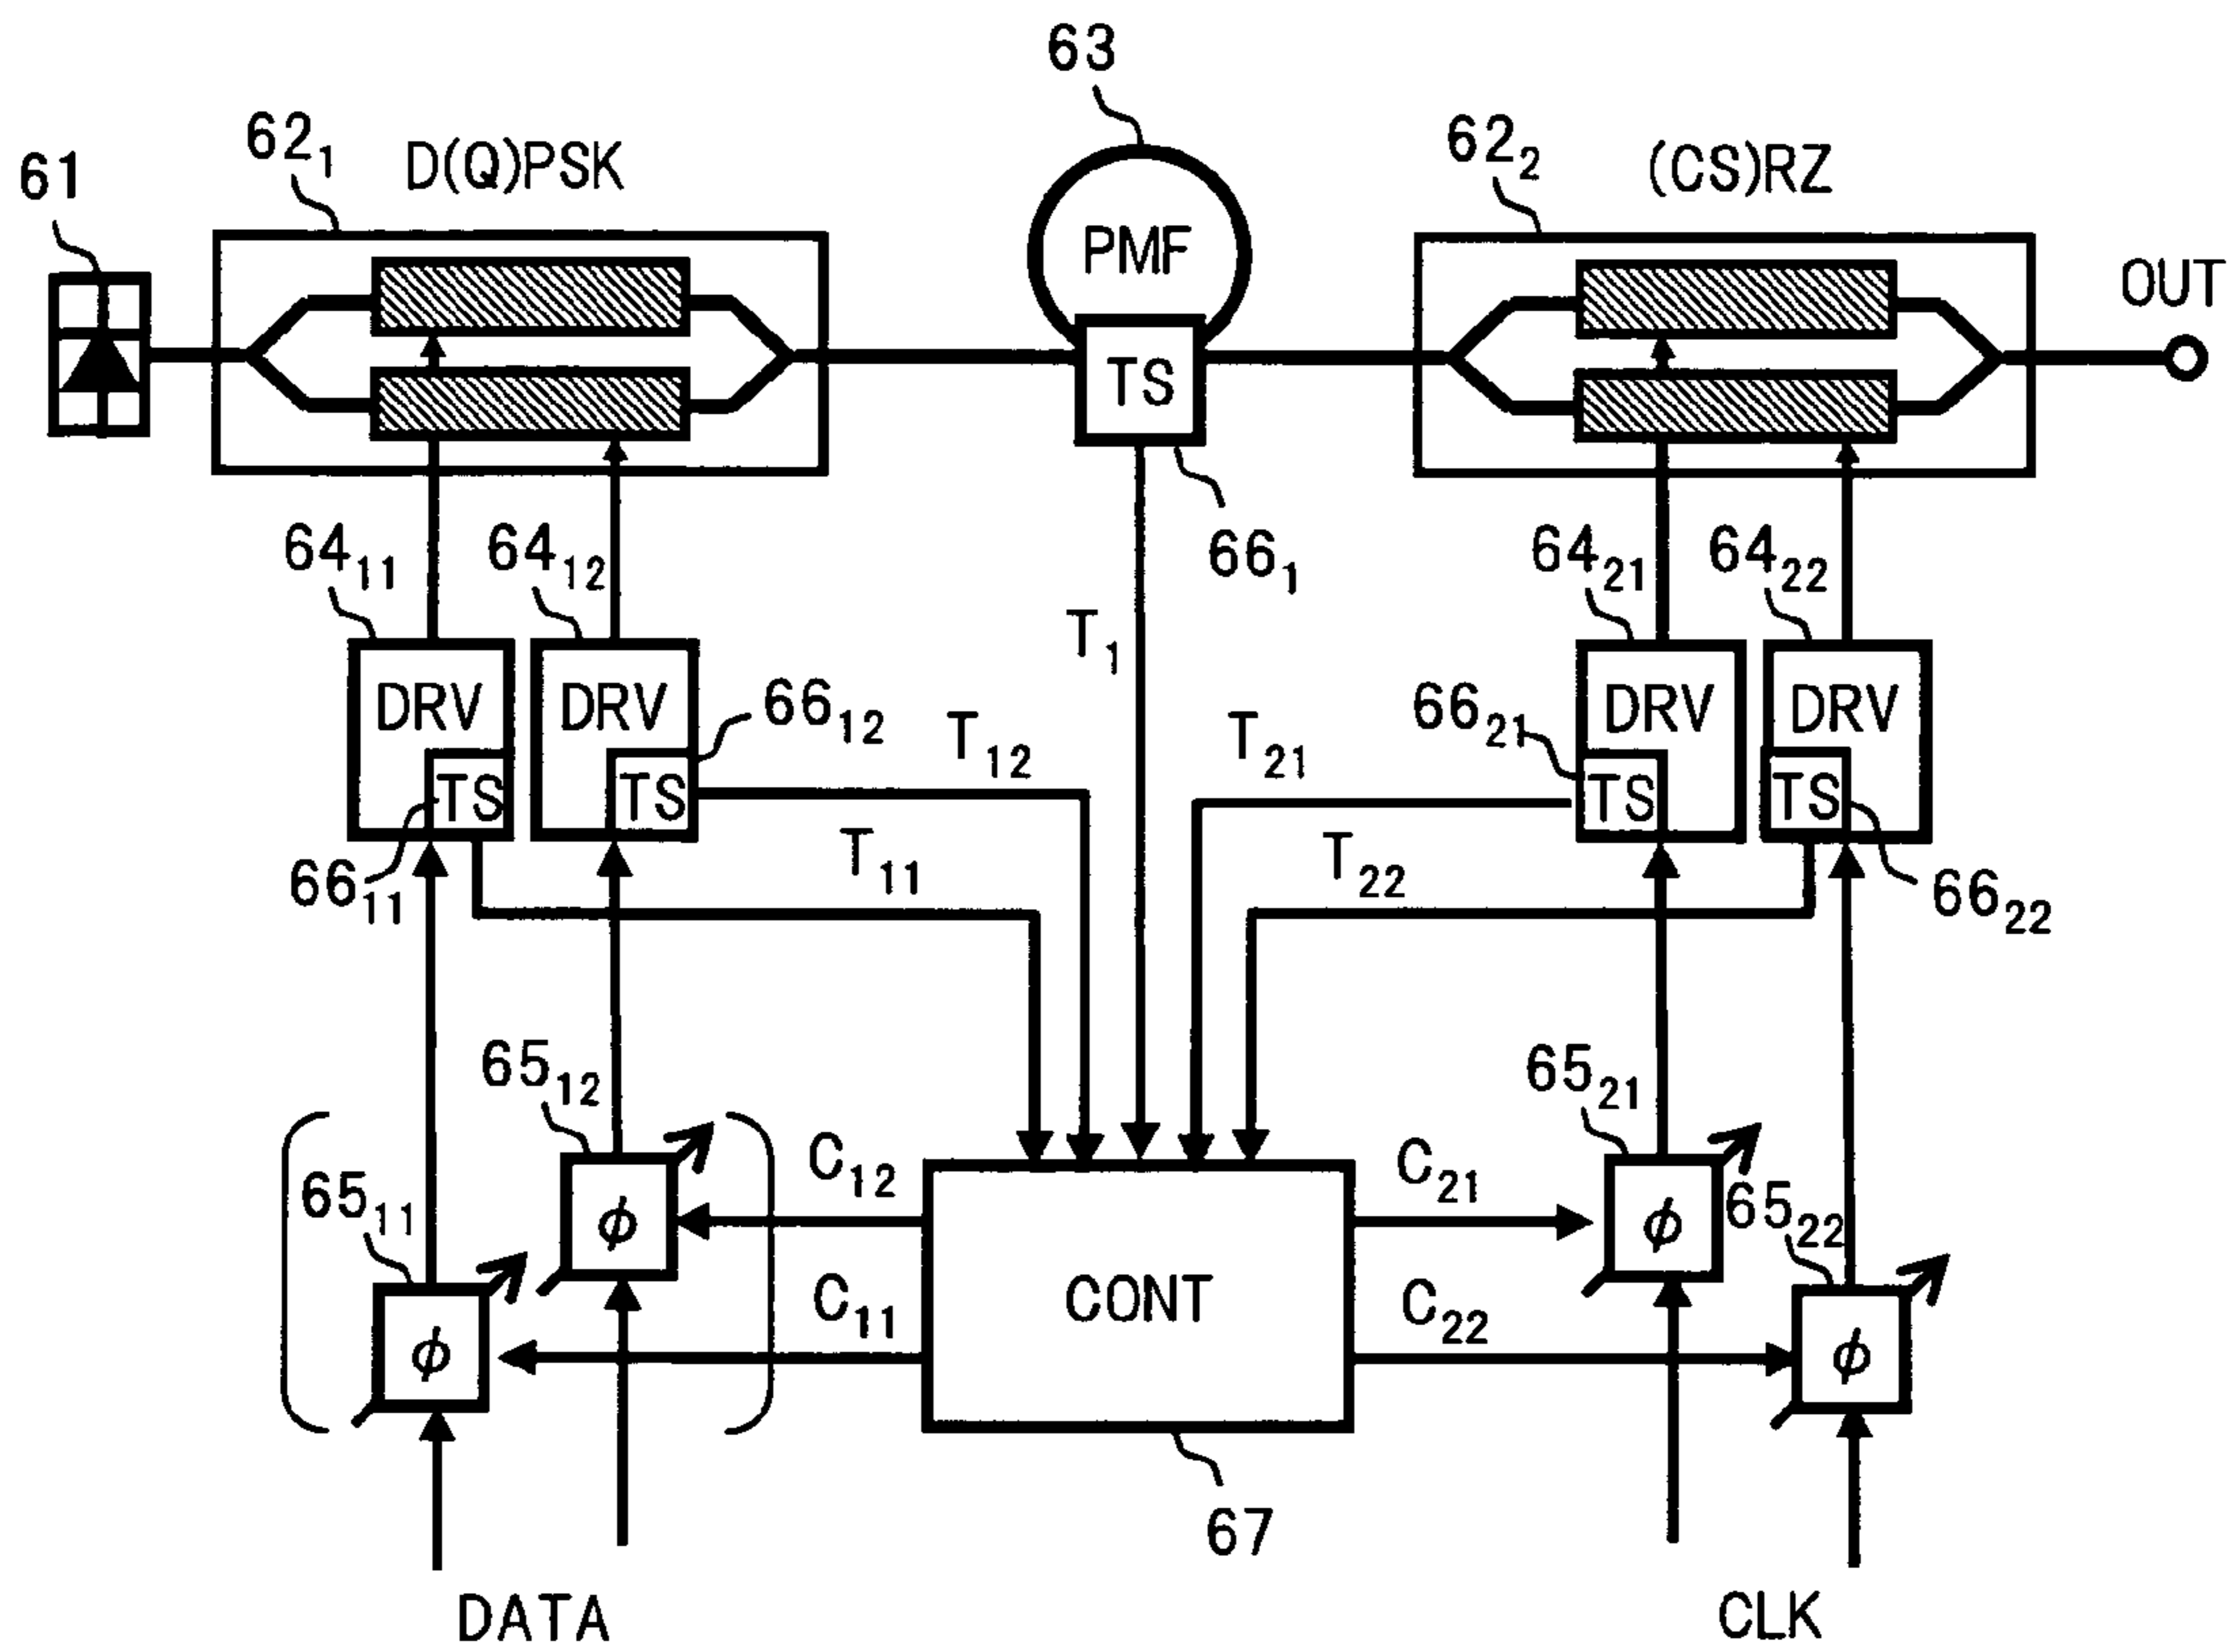 63
62₁
D(Q)PSK
62₂
(CS)RZ
61
PMF
OUT
TS
64₁₁
64₁₂
66₁
64₂₁
64₂₂
T₁
DRV
DRV
66₁₂
T₁₂
T₂₁
66₂₁
DRV
DRV
TS
TS
TS
TS
66₁₁
T₁₁
T₂₂
66₂₂
65₁₂
65₂₁
65₁₁
C₁₂
C₂₁
65₂₂
ϕ
ϕ
C₁₁
CONT
C₂₂
ϕ
ϕ
67
DATA
CLK